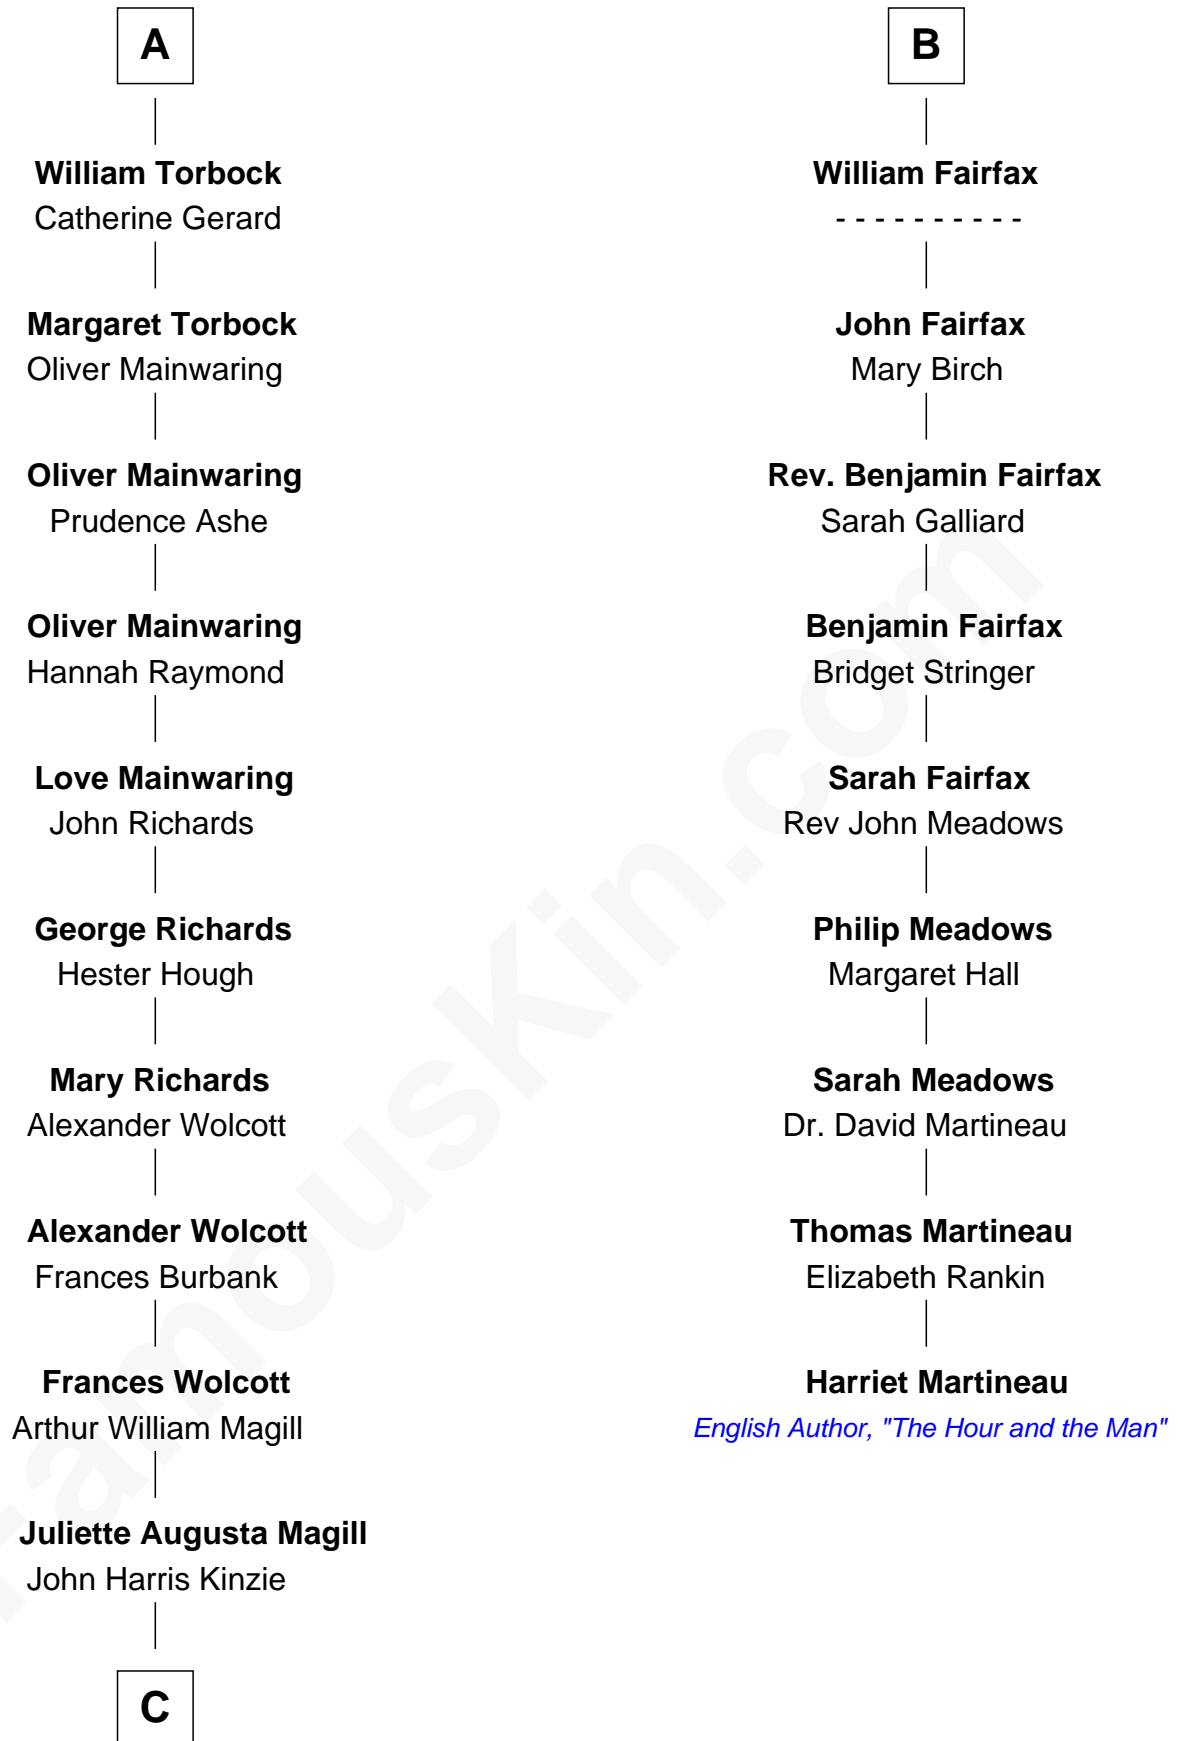 A
William Torbock
Catherine Gerard
Margaret Torbock
Oliver Mainwaring
Oliver Mainwaring
Prudence Ashe
Oliver Mainwaring
Hannah Raymond
Love Mainwaring
John Richards
George Richards
Hester Hough
Mary Richards
Alexander Wolcott
Alexander Wolcott
Frances Burbank
Frances Wolcott
Arthur William Magill
Juliette Augusta Magill
John Harris Kinzie
C
B
William Fairfax
- - - - - - - - - -
John Fairfax
Mary Birch
Rev. Benjamin Fairfax
Sarah Galliard
Benjamin Fairfax
Bridget Stringer
Sarah Fairfax
Rev John Meadows
Philip Meadows
Margaret Hall
Sarah Meadows
Dr. David Martineau
Thomas Martineau
Elizabeth Rankin
Harriet Martineau
English Author, "The Hour and the Man"
FamousKin.com